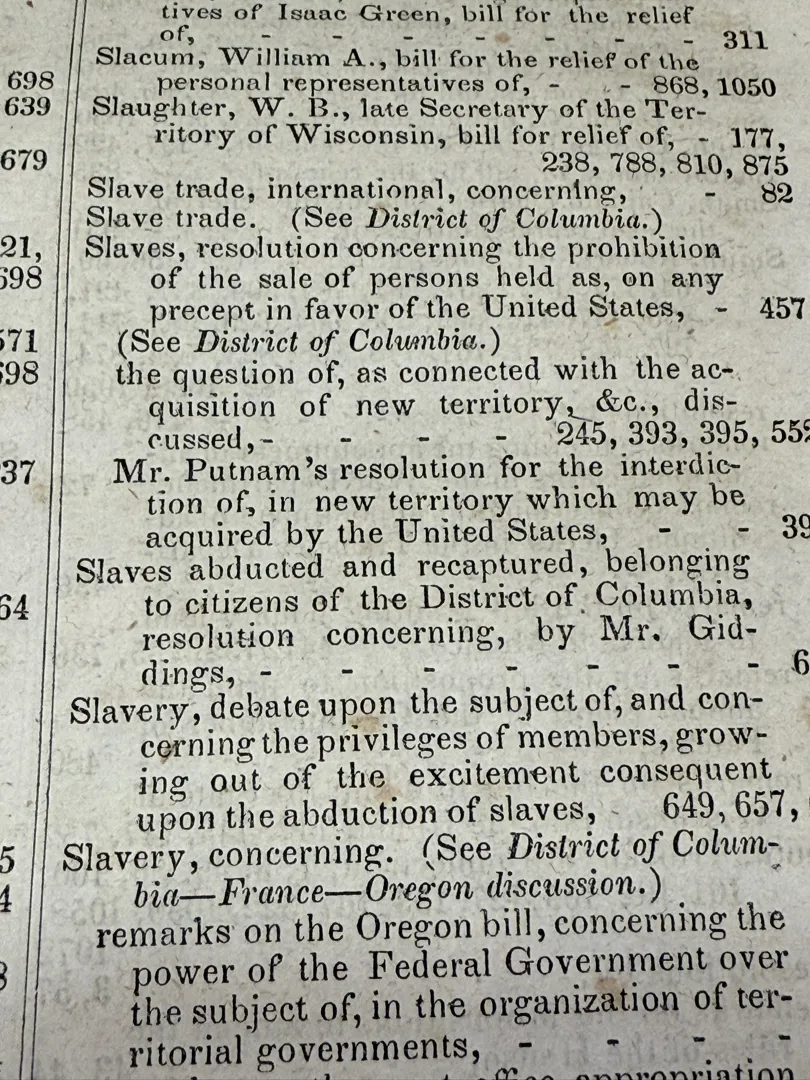 tives of Isaac Green, bill for the relief
of, - - - - - - - 311
Slacum, William A., bill for the relief of the
personal representatives of, - - 868, 1050
Slaughter, W. B., late Secretary of the Ter-
ritory of Wisconsin, bill for relief of, - 177,
238, 788, 810, 875
Slave trade, international, concerning, - 82
Slave trade. (See District of Columbia.)
Slaves, resolution concerning the prohibition
of the sale of persons held as, on any
precept in favor of the United States, - 457
(See District of Columbia.)
the question of, as connected with the ac-
quisition of new territory, &c., dis-
cussed, - - - - 245, 393, 395, 55
Mr. Putnam's resolution for the interdic-
tion of, in new territory which may be
acquired by the United States, - - 39
Slaves abducted and recaptured, belonging
to citizens of the District of Columbia,
resolution concerning, by Mr. Gid-
dings, - - - - - - - 6
Slavery, debate upon the subject of, and con-
cerning the privileges of members, grow-
ing out of the excitement consequent
upon the abduction of slaves, - 649, 657,
Slavery, concerning. (See District of Colum-
bia—France—Oregon discussion.)
remarks on the Oregon bill, concerning the
power of the Federal Government over
the subject of, in the organization of ter-
ritorial governments, - - - -
office appropriation
698
639
679
21,
698
571
698
37
64
5
4